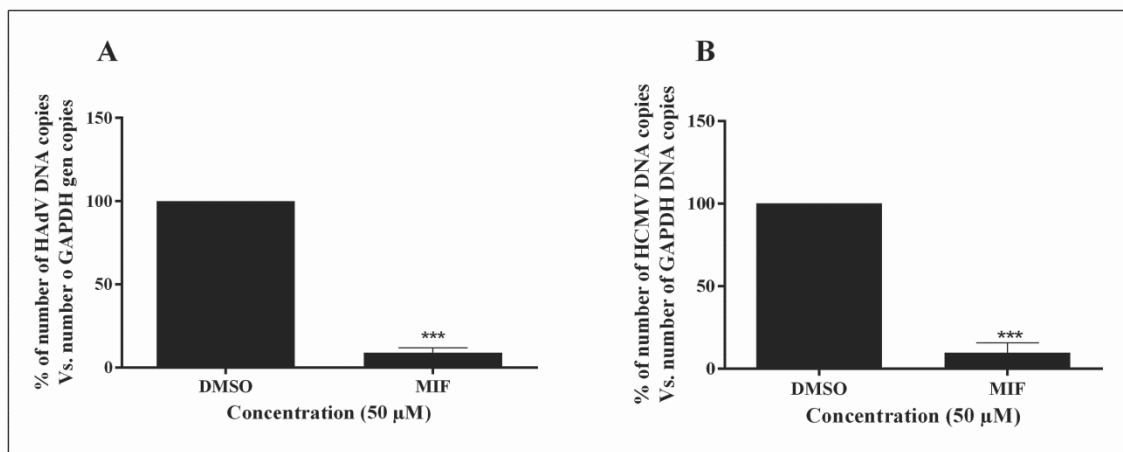 A
% of number of HAdV DNA copies
Vs. number o GAPDH gen copies
150
100
50
0
***
DMSO
MIF
Concentration (50 µM)
B
% of number of HCMV DNA copies
Vs. number of GAPDH DNA copies
150
100
50
0
***
DMSO
MIF
Concentration (50 µM)